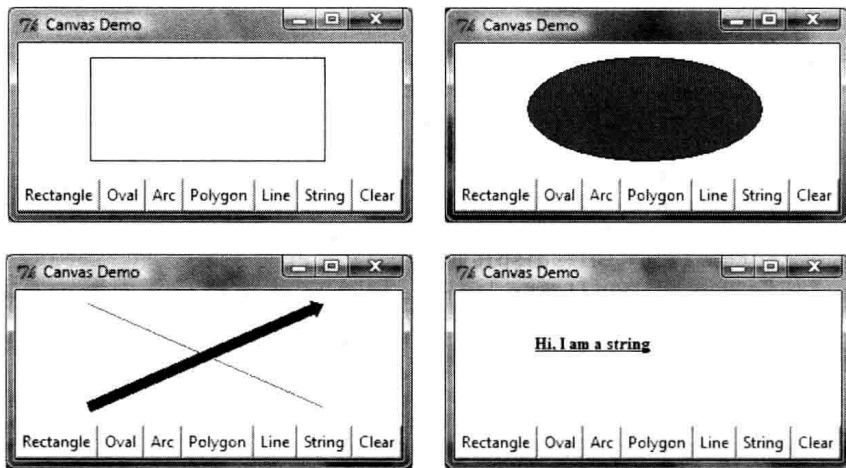 Canvas Demo
Rectangle Oval Arc Polygon Line String Clear
Canvas Demo
Rectangle Oval Arc Polygon Line String Clear
Canvas Demo
Rectangle Oval Arc Polygon Line String Clear
Canvas Demo
Hi, I am a string
Rectangle Oval Arc Polygon Line String Clear